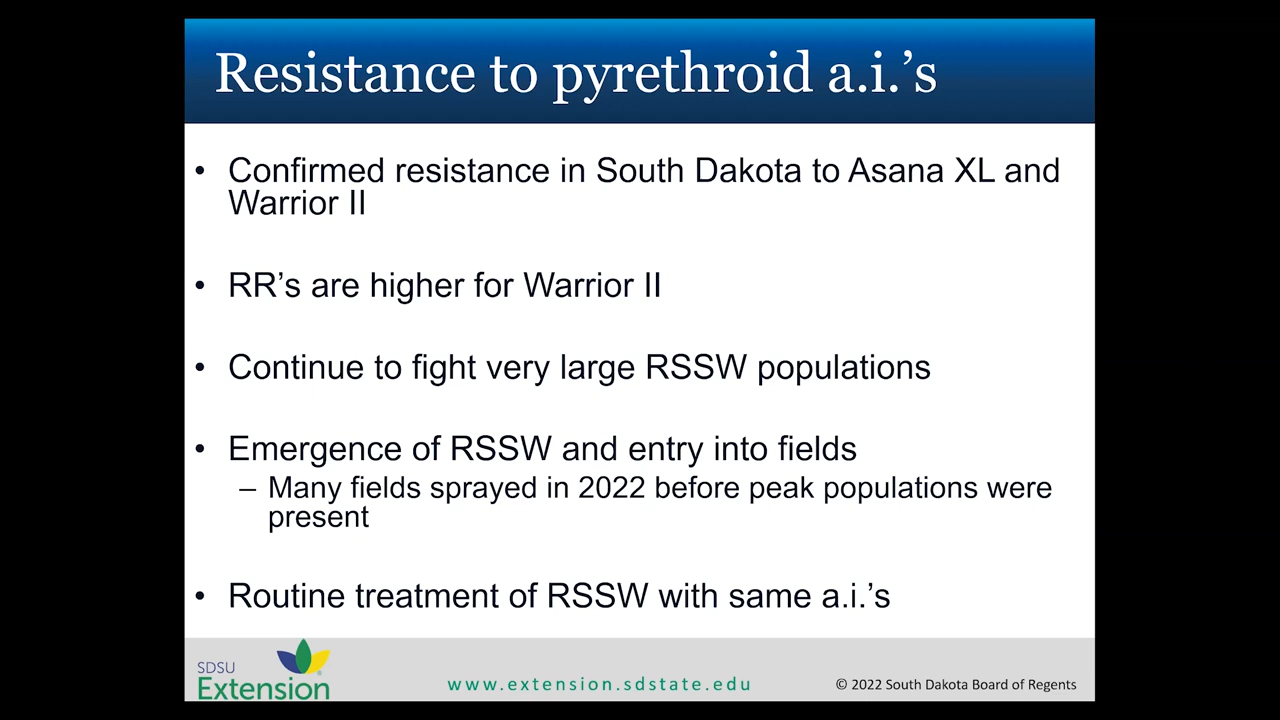 Resistance to pyrethroid a.i.’s
• Confirmed resistance in South Dakota to Asana XL and
Warrior II
• RR’s are higher for Warrior II
• Continue to fight very large RSSW populations
• Emergence of RSSW and entry into fields
– Many fields sprayed in 2022 before peak populations were
present
• Routine treatment of RSSW with same a.i.’s
SDSU
Extension
www.extension.sdstate.edu
© 2022 South Dakota Board of Regents